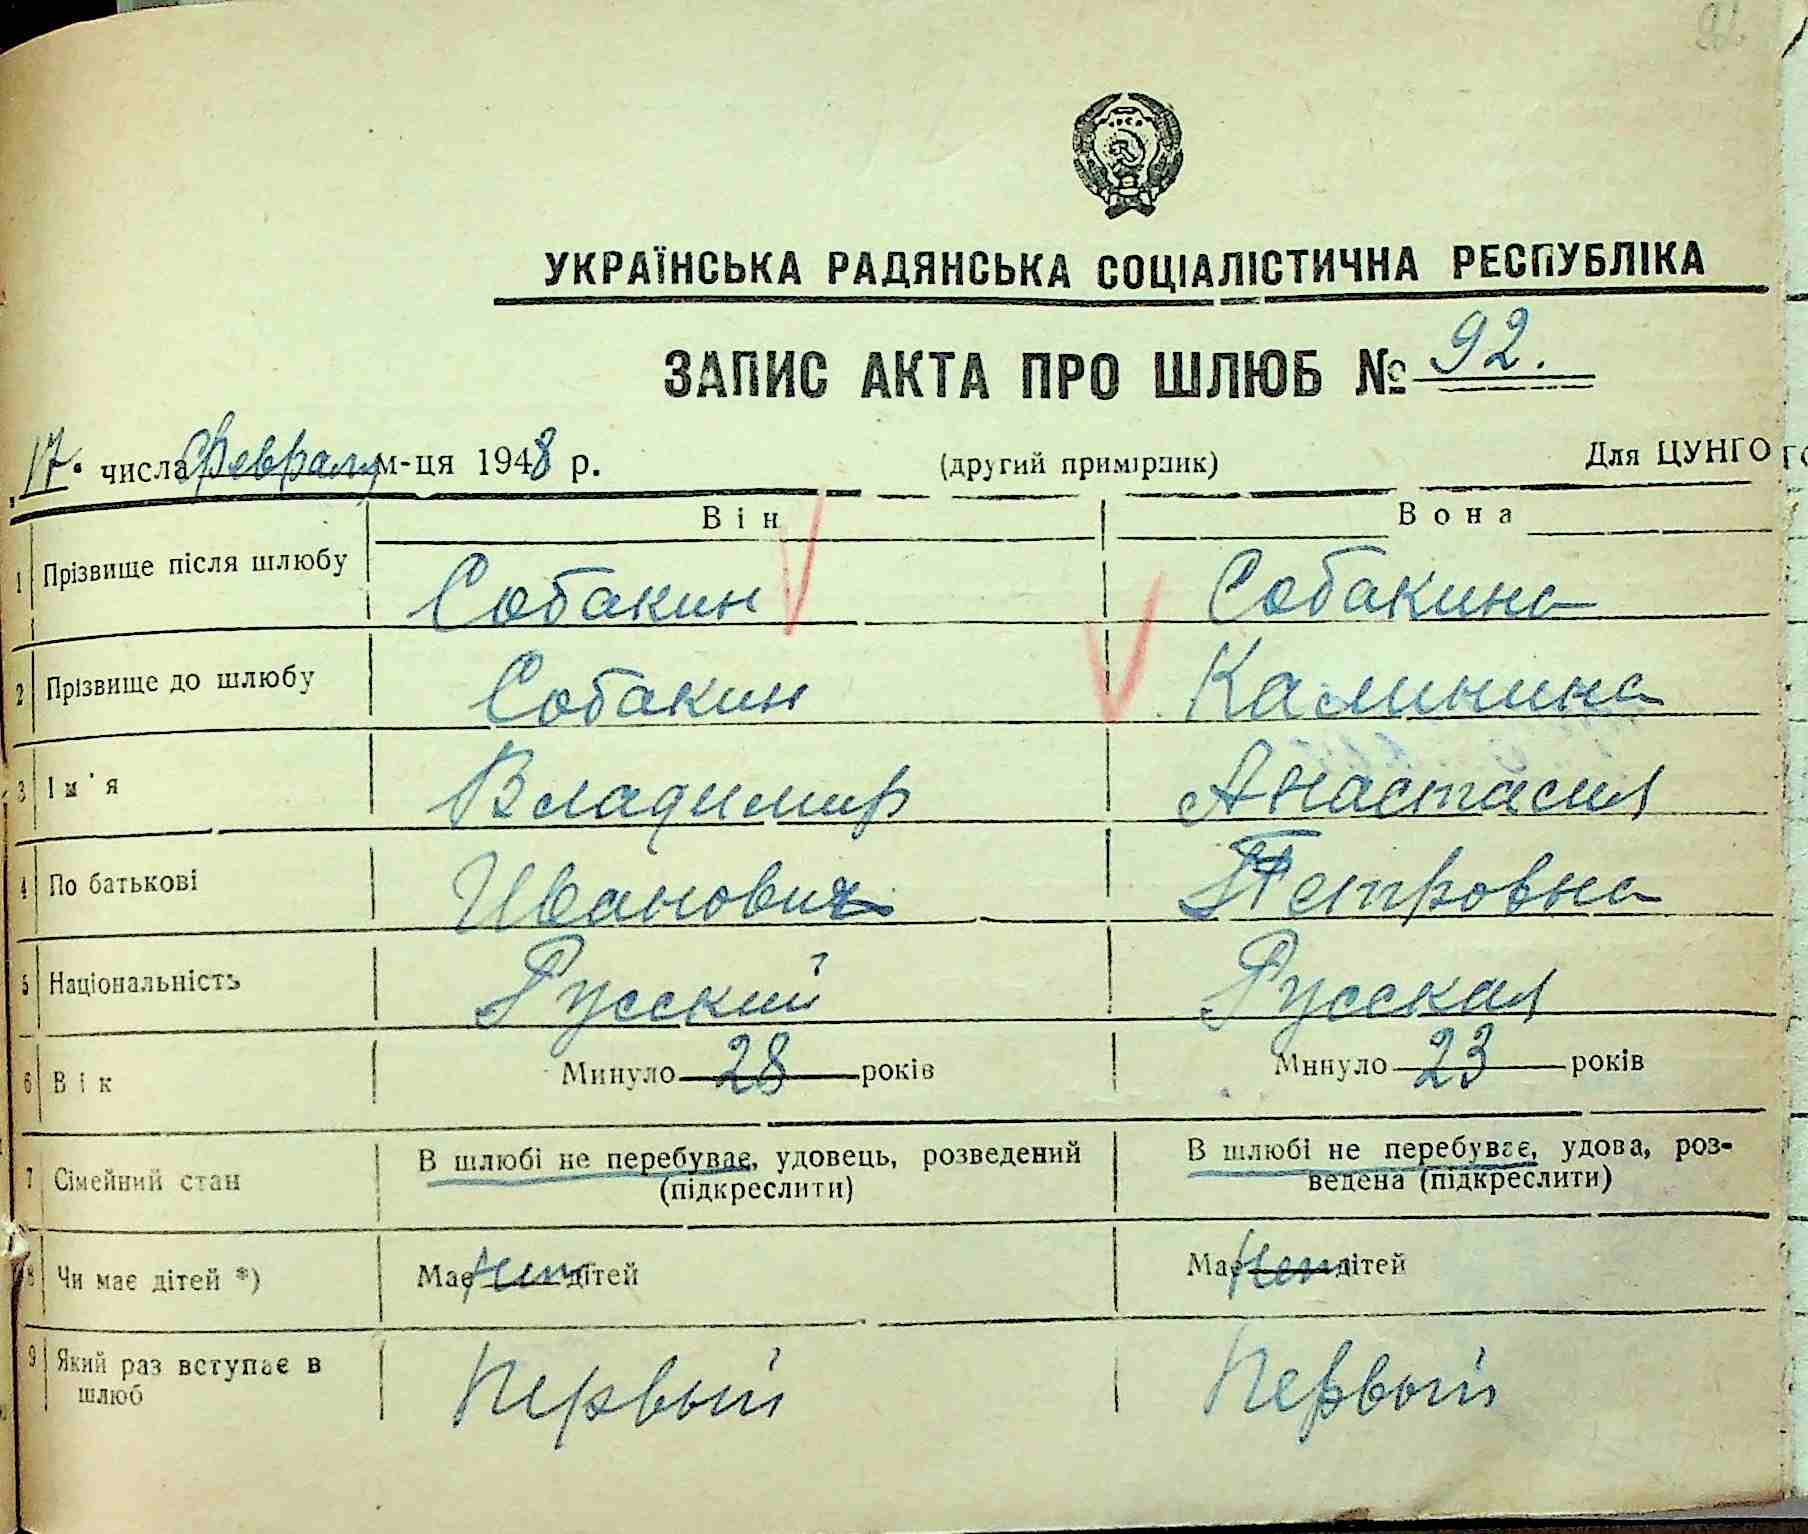 92
УКРАЇНСЬКА РАДЯНСЬКА СОЦІАЛІСТИЧНА РЕСПУБЛІКА
ЗАПИС АКТА ПРО ШЛЮБ № 92.
17. числа Февраля м-ця 1948 р. (другий примірник) Для ЦУНГО
Він Вона
1 Прізвище після шлюбу Собакин Собакина
2 Прізвище до шлюбу Собакин Калинина
3 Ім'я Владимир Анастасия
4 По батькові Иванович Петровна
5 Національність Русский Русская
6 Вік Минуло 28 років Минуло 23 років
7 Сімейний стан В шлюбі не перебуває, удовець, розведений В шлюбі не перебуває, удова, роз-
(підкреслити) ведена (підкреслити)
8 Чи має дітей *) Має Нет дітей Має Нет дітей
9 Який раз вступає в Первый Первый
шлюб